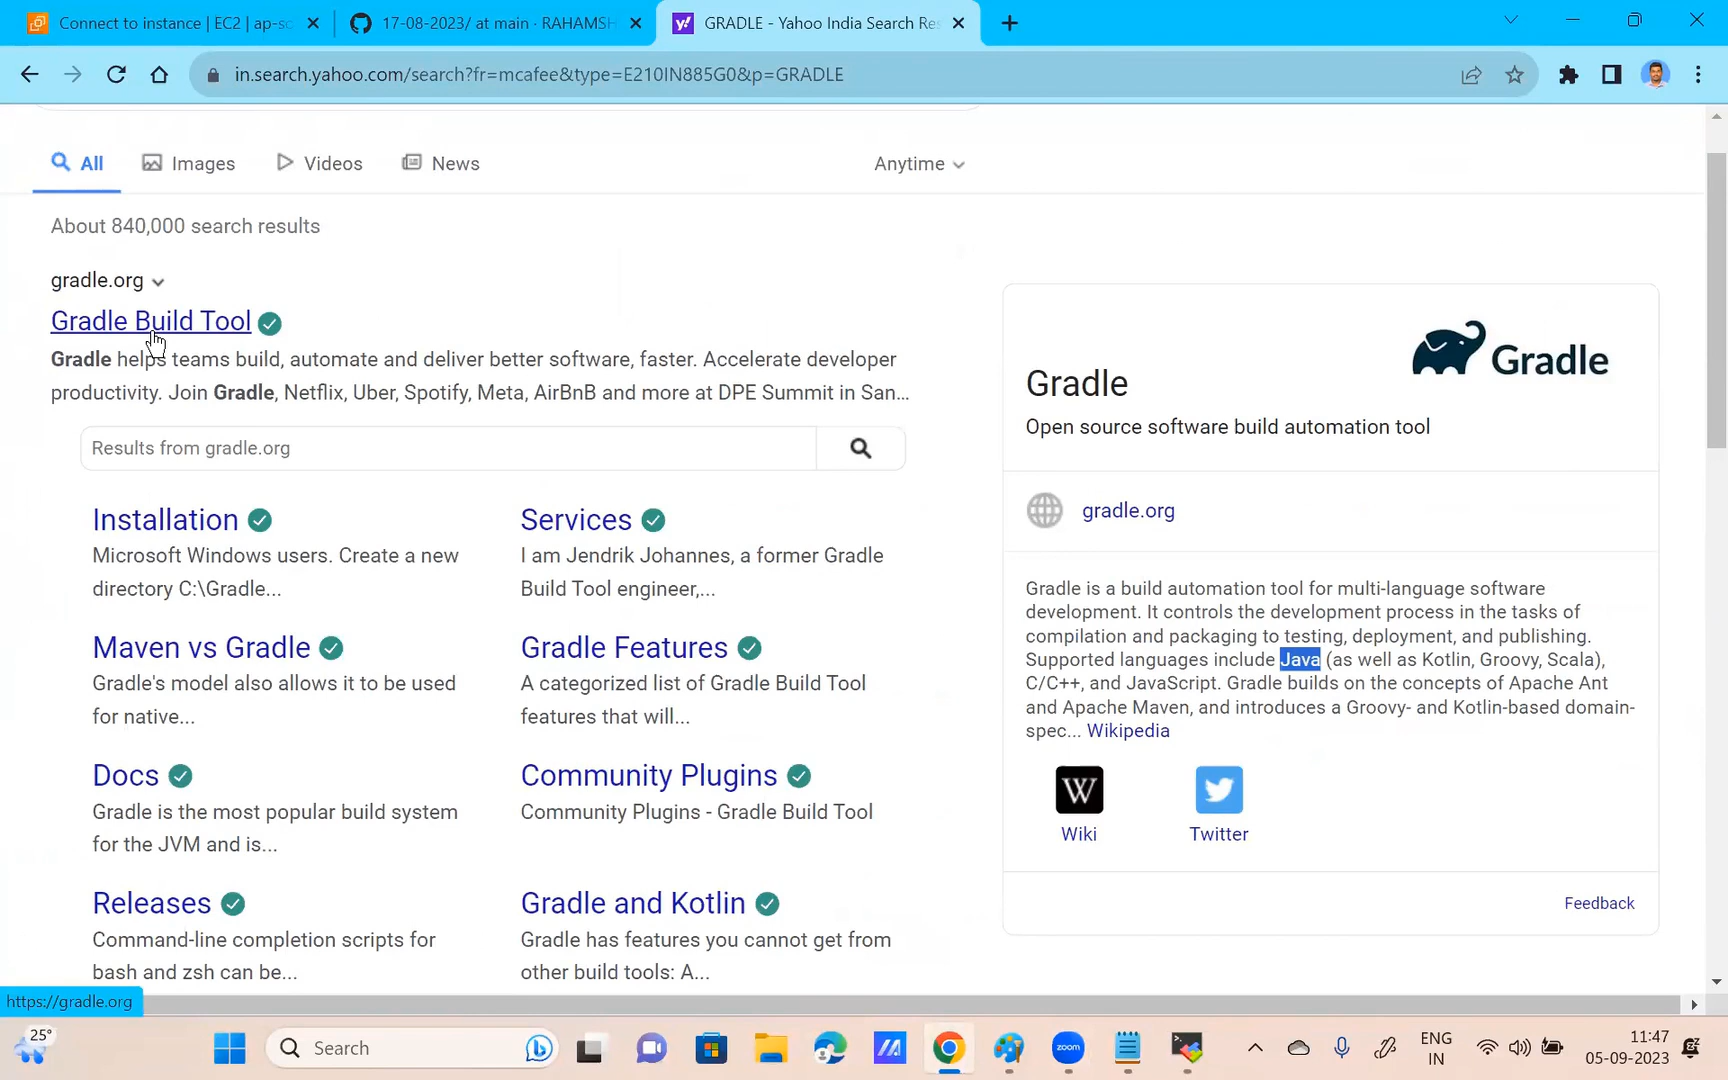 Connect to instance | EC2 | ap-so
17-08-2023/ at main · RAHAMSH
GRADLE - Yahoo India Search Res
in.search.yahoo.com/search?fr=mcafee&type=E210IN885G0&p=GRADLE
All
Images
Videos
News
Anytime
About 840,000 search results
gradle.org
Gradle Build Tool
Gradle helps teams build, automate and deliver better software, faster. Accelerate developer
productivity. Join Gradle, Netflix, Uber, Spotify, Meta, AirBnB and more at DPE Summit in San...
Results from gradle.org
Installation
Microsoft Windows users. Create a new
directory C:\Gradle...
Services
I am Jendrik Johannes, a former Gradle
Build Tool engineer,...
Maven vs Gradle
Gradle's model also allows it to be used
for native...
Gradle Features
A categorized list of Gradle Build Tool
features that will...
Docs
Gradle is the most popular build system
for the JVM and is...
Community Plugins
Community Plugins - Gradle Build Tool
Releases
Command-line completion scripts for
bash and zsh can be...
Gradle and Kotlin
Gradle has features you cannot get from
other build tools: A...
Gradle
Gradle
Open source software build automation tool
gradle.org
Gradle is a build automation tool for multi-language software
development. It controls the development process in the tasks of
compilation and packaging to testing, deployment, and publishing.
Supported languages include Java (as well as Kotlin, Groovy, Scala),
C/C++, and JavaScript. Gradle builds on the concepts of Apache Ant
and Apache Maven, and introduces a Groovy- and Kotlin-based domain-
spec... Wikipedia
W
Wiki
Twitter
Feedback
https://gradle.org
25°
Search
zoom
ENG
IN
11:47
05-09-2023